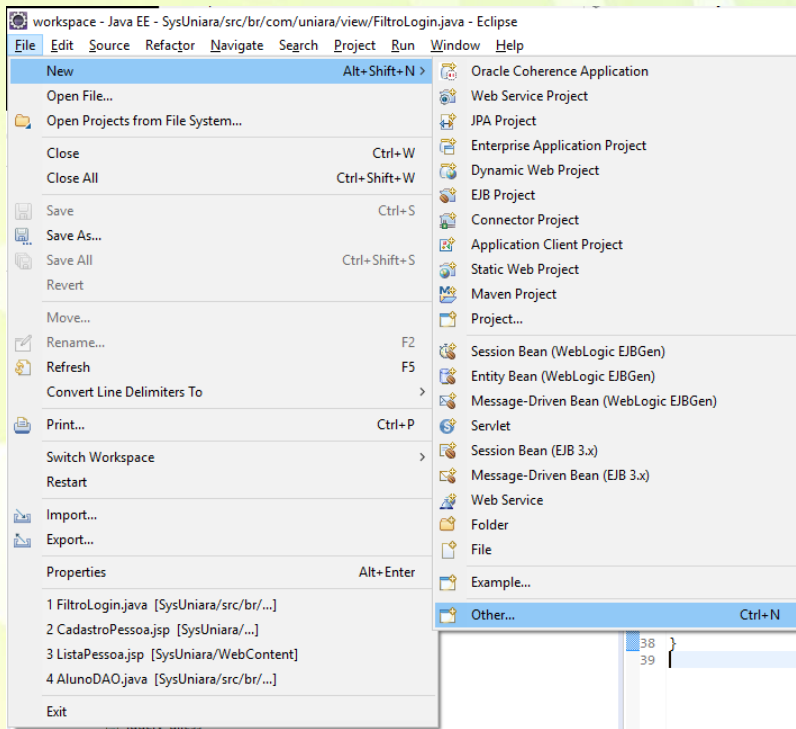 workspace - Java EE - SysUniara/src/br/com/uniara/view/FiltroLogin.java - Eclipse
File Edit Source Refactor Navigate Search Project Run Window Help
New Alt+Shift+N >
Open File...
Open Projects from File System...
Close Ctrl+W
Close All Ctrl+Shift+W
Save Ctrl+S
Save As...
Save All Ctrl+Shift+S
Revert
Move...
Rename... F2
Refresh F5
Convert Line Delimiters To >
Print... Ctrl+P
Switch Workspace >
Restart
Import...
Export...
Properties Alt+Enter
1 FiltroLogin.java [SysUniara/src/br/...]
2 CadastroPessoa.jsp [SysUniara/...]
3 ListaPessoa.jsp [SysUniara/WebContent]
4 AlunoDAO.java [SysUniara/src/br/...]
Exit
Oracle Coherence Application
Web Service Project
JPA Project
Enterprise Application Project
Dynamic Web Project
EJB Project
Connector Project
Application Client Project
Static Web Project
Maven Project
Project...
Session Bean (WebLogic EJBGen)
Entity Bean (WebLogic EJBGen)
Message-Driven Bean (WebLogic EJBGen)
Servlet
Session Bean (EJB 3.x)
Message-Driven Bean (EJB 3.x)
Web Service
Folder
File
Example...
Other... Ctrl+N
38 }
39